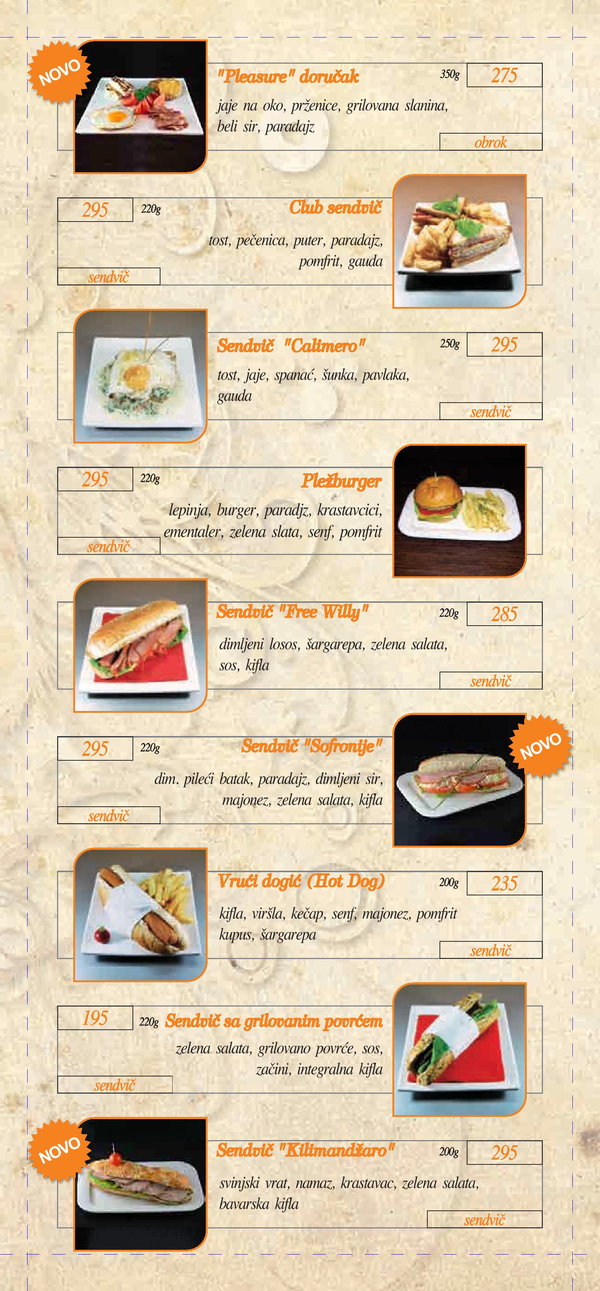 NOVO
"Pleasure" doručak
350g
275
jaje na oko, prženice, grilovana slanina,
beli sir, paradajz
obrok
295
220g
Club sendvič
tost, pečenica, puter, paradajz,
pomfrit, gauda
sendvič
Sendvič "Calimero"
250g
295
tost, jaje, spanać, šunka, pavlaka,
gauda
sendvič
295
220g
Pležburger
lepinja, burger, paradjz, krastavcici,
ementaler, zelena slata, senf, pomfrit
sendvič
Sendvič "Free Willy"
220g
285
dimljeni losos, šargarepa, zelena salata,
sos, kifla
sendvič
295
220g
Sendvič "Sofronije"
NOVO
dim. pileći batak, paradajz, dimljeni sir,
majonez, zelena salata, kifla
sendvič
Vrući dogić (Hot Dog)
200g
235
kifla, viršla, kečap, senf, majonez, pomfrit
kupus, šargarepa
sendvič
195
220g
Sendvič sa grilovanim povrćem
zelena salata, grilovano povrće, sos,
začini, integralna kifla
sendvič
NOVO
Sendvič "Kilimandžaro"
200g
295
svinjski vrat, namaz, krastavac, zelena salata,
bavarska kifla
sendvič